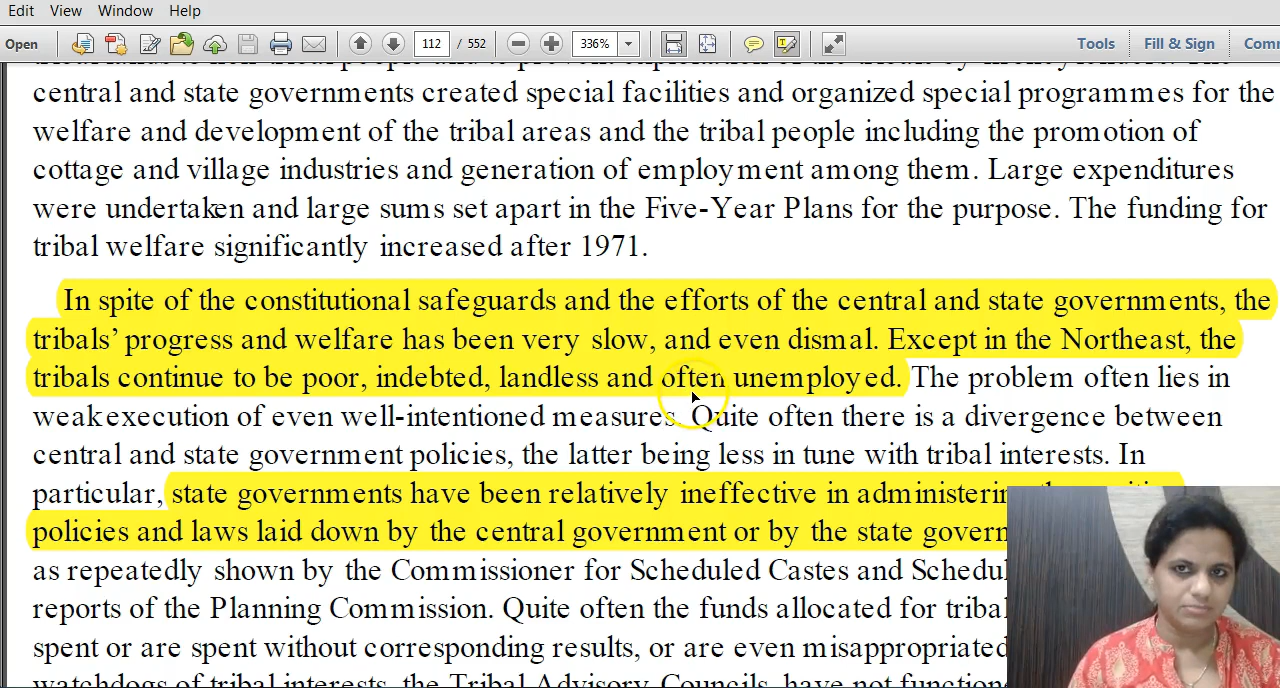 Edit View Window Help
Open 112 / 552 336% Tools Fill & Sign
central and state governments created special facilities and organized special programmes for the
welfare and development of the tribal areas and the tribal people including the promotion of
cottage and village industries and generation of employment among them. Large expenditures
were undertaken and large sums set apart in the Five-Year Plans for the purpose. The funding for
tribal welfare significantly increased after 1971.
In spite of the constitutional safeguards and the efforts of the central and state governments, the
tribals’ progress and welfare has been very slow, and even dismal. Except in the Northeast, the
tribals continue to be poor, indebted, landless and often unemployed. The problem often lies in
weak execution of even well-intentioned measures. Quite often there is a divergence between
central and state government policies, the latter being less in tune with tribal interests. In
particular, state governments have been relatively ineffective in
policies and laws laid down by the central government or by the state
as repeatedly shown by the Commissioner for Scheduled Castes and
reports of the Planning Commission. Quite often the funds allocated for
spent or are spent without corresponding results, or are even misappropriated
watchdogs of tribal interests, the Tribal Advisory Councils, have not